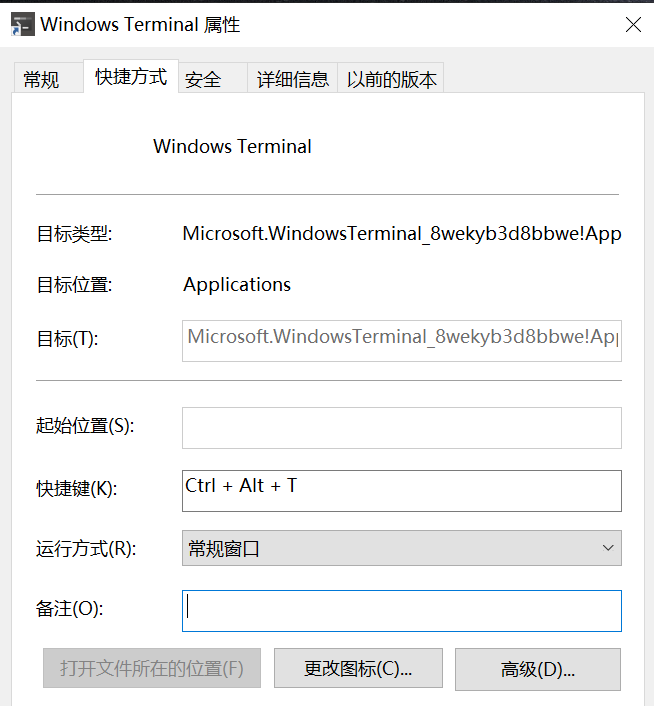 Windows Terminal 属性
常规 快捷方式 安全 详细信息 以前的版本
Windows Terminal
目标类型: Microsoft.WindowsTerminal_8wekyb3d8bbwe!App
目标位置: Applications
目标(T): Microsoft.WindowsTerminal_8wekyb3d8bbwe!App
起始位置(S):
快捷键(K): Ctrl + Alt + T
运行方式(R): 常规窗口
备注(O):
打开文件所在的位置(F) 更改图标(C)... 高级(D)...